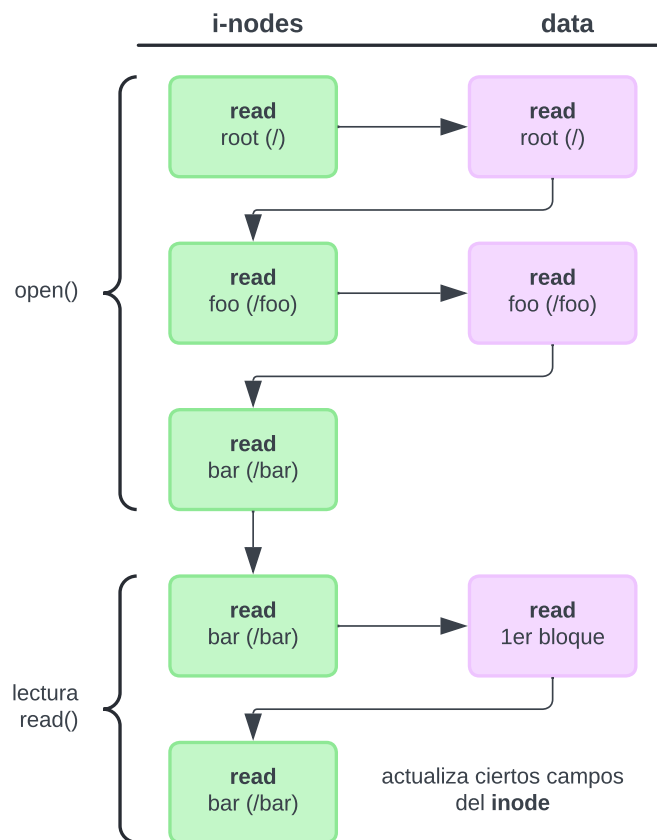 i-nodes
data
read
root (/)
read
root (/)
open()
read
foo (/foo)
read
foo (/foo)
read
bar (/bar)
lectura
read()
read
bar (/bar)
read
1er bloque
read
bar (/bar)
actualiza ciertos campos
del inode